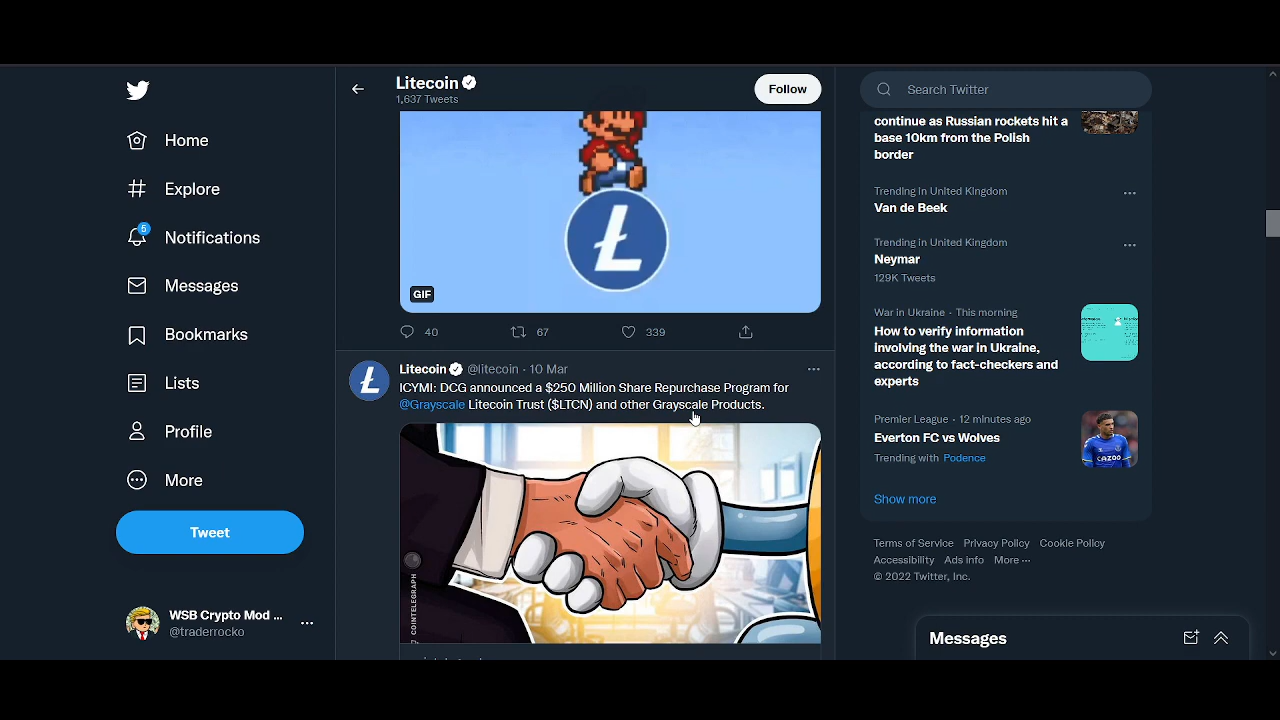 Home
Explore
5
Notifications
Messages
Bookmarks
Lists
Profile
More
Tweet
WSB Crypto Mod ...
@traderrocko
Litecoin
1,637 Tweets
Follow
GIF
40
67
339
Litecoin @litecoin · 10 Mar
ICYMI: DCG announced a $250 Million Share Repurchase Program for
@Grayscale Litecoin Trust ($LTCN) and other Grayscale Products.
COINTELEGRAPH
Search Twitter
continue as Russian rockets hit a
base 10km from the Polish
border
Trending in United Kingdom
Van de Beek
Trending in United Kingdom
Neymar
129K Tweets
War in Ukraine · This morning
How to verify information
involving the war in Ukraine,
according to fact-checkers and
experts
Premier League · 12 minutes ago
Everton FC vs Wolves
Trending with Podence
CAZOO
Show more
Terms of Service Privacy Policy Cookie Policy
Accessibility Ads info More ···
© 2022 Twitter, Inc.
Messages